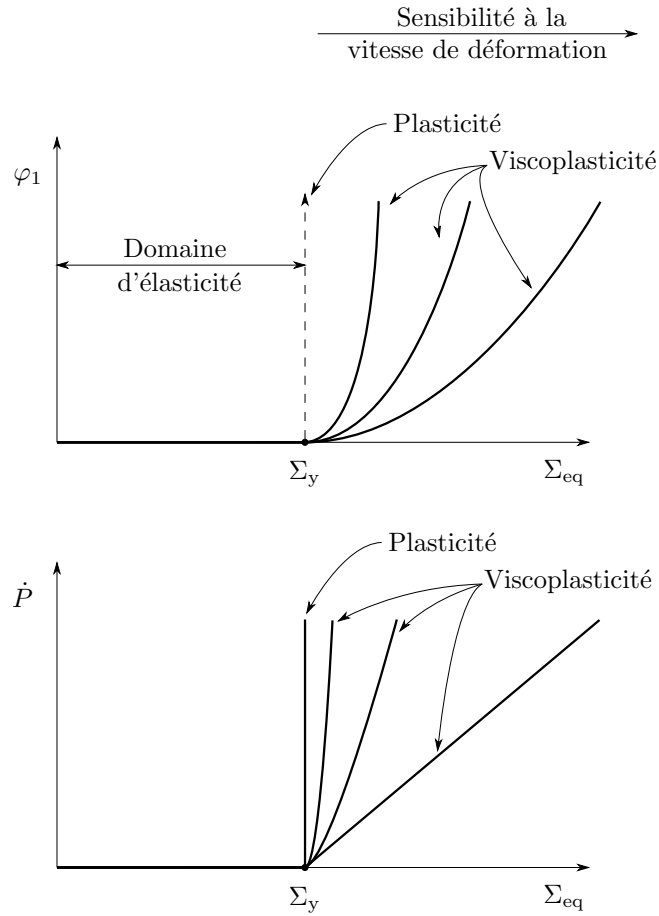 Sensibilité à la
vitesse de déformation
Plasticité
Viscoplasticité
φ1
Domaine
d'élasticité
Σy
Σeq
Plasticité
Viscoplasticité
Ṗ
Σy
Σeq